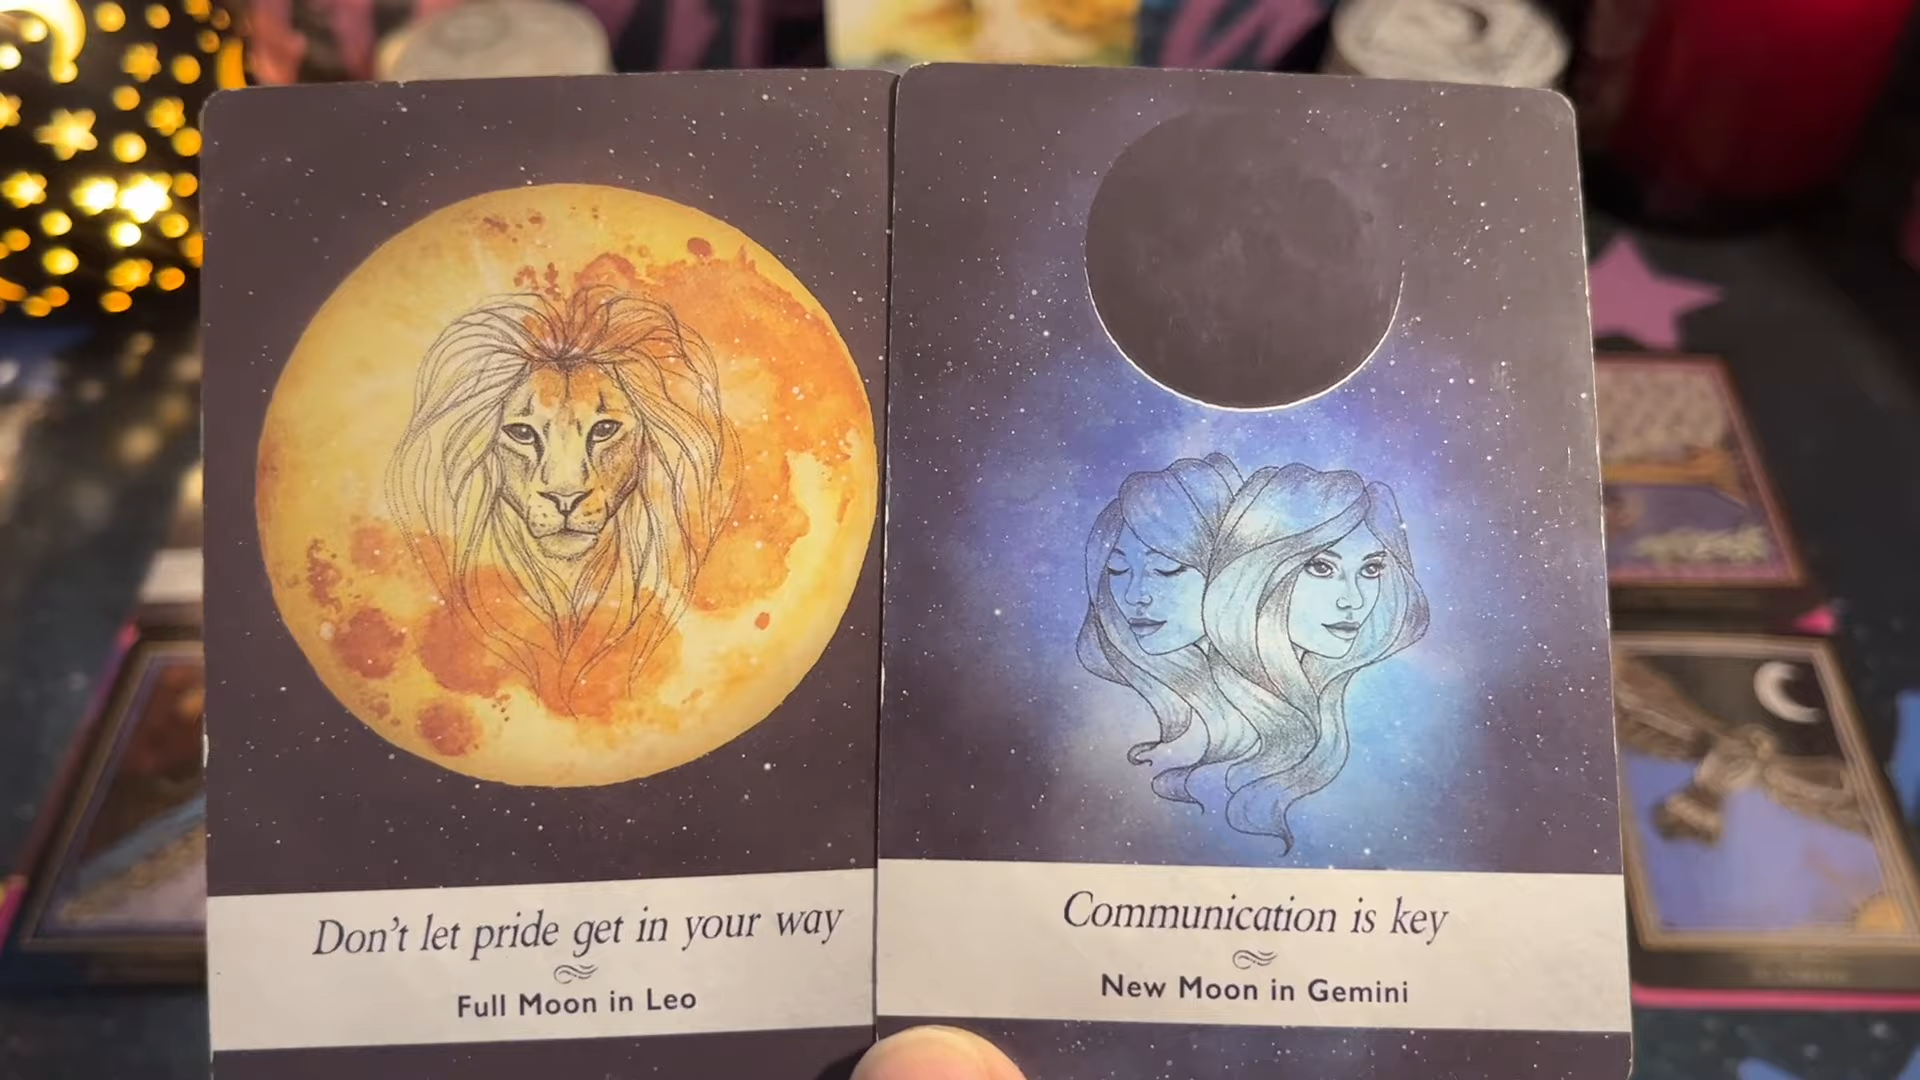 Don't let pride get in your way
Full Moon in Leo
Communication is key
New Moon in Gemini